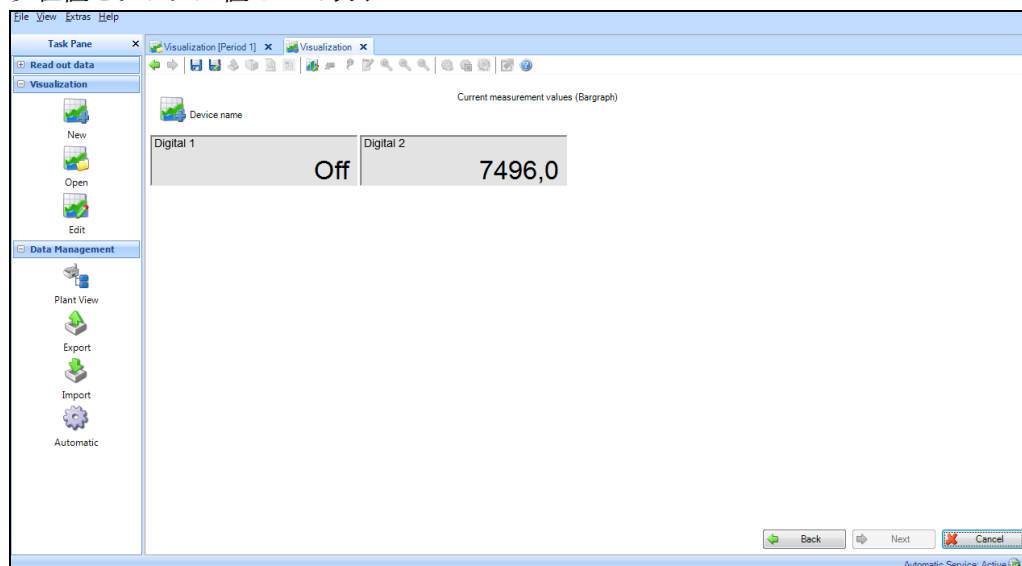 File View Extras Help
Task Pane
Visualization [Period 1]
Visualization
Read out data
Visualization
New
Open
Edit
Data Management
Plant View
Export
Import
Automatic
Current measurement values (Bargraph)
Device name
Digital 1
Off
Digital 2
7496,0
Back
Next
Cancel
Automatic Service: Active